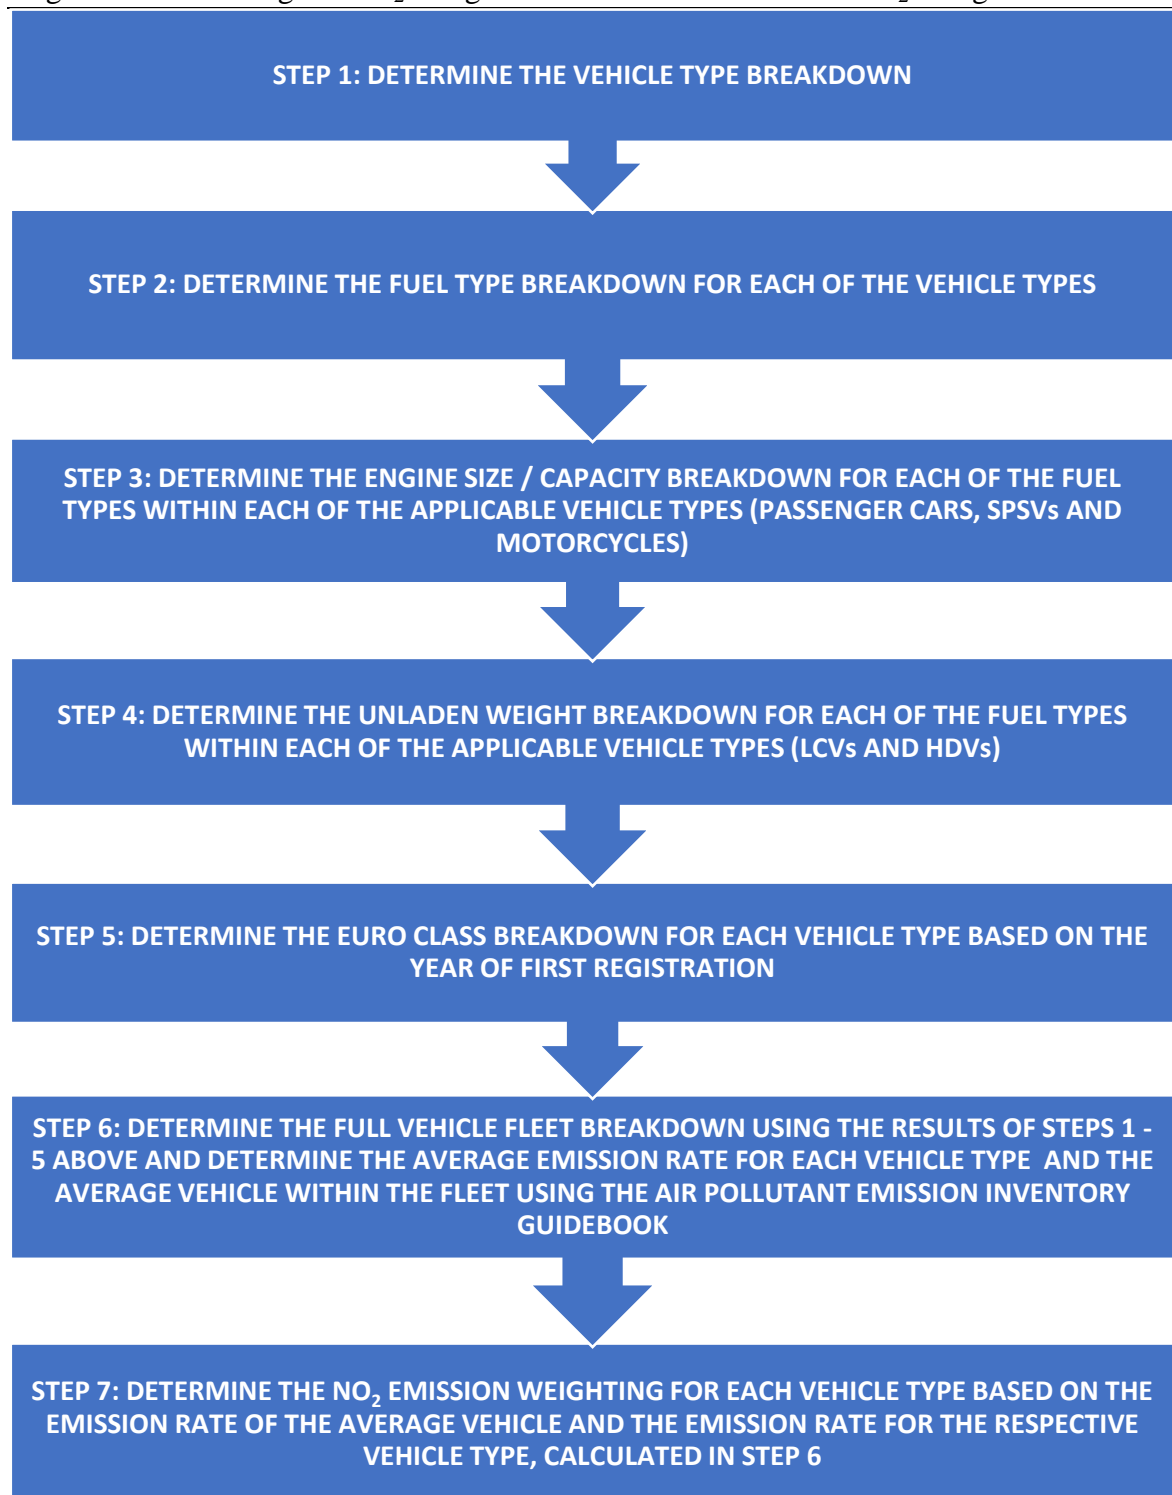 STEP 1: DETERMINE THE VEHICLE TYPE BREAKDOWN
STEP 2: DETERMINE THE FUEL TYPE BREAKDOWN FOR EACH OF THE VEHICLE TYPES
STEP 3: DETERMINE THE ENGINE SIZE / CAPACITY BREAKDOWN FOR EACH OF THE FUEL
TYPES WITHIN EACH OF THE APPLICABLE VEHICLE TYPES (PASSENGER CARS, SPSVs AND
MOTORCYCLES)
STEP 4: DETERMINE THE UNLADEN WEIGHT BREAKDOWN FOR EACH OF THE FUEL TYPES
WITHIN EACH OF THE APPLICABLE VEHICLE TYPES (LCVs AND HDVs)
STEP 5: DETERMINE THE EURO CLASS BREAKDOWN FOR EACH VEHICLE TYPE BASED ON THE
YEAR OF FIRST REGISTRATION
STEP 6: DETERMINE THE FULL VEHICLE FLEET BREAKDOWN USING THE RESULTS OF STEPS 1 -
5 ABOVE AND DETERMINE THE AVERAGE EMISSION RATE FOR EACH VEHICLE TYPE AND THE
AVERAGE VEHICLE WITHIN THE FLEET USING THE AIR POLLUTANT EMISSION INVENTORY
GUIDEBOOK
STEP 7: DETERMINE THE NO₂ EMISSION WEIGHTING FOR EACH VEHICLE TYPE BASED ON THE
EMISSION RATE OF THE AVERAGE VEHICLE AND THE EMISSION RATE FOR THE RESPECTIVE
VEHICLE TYPE, CALCULATED IN STEP 6